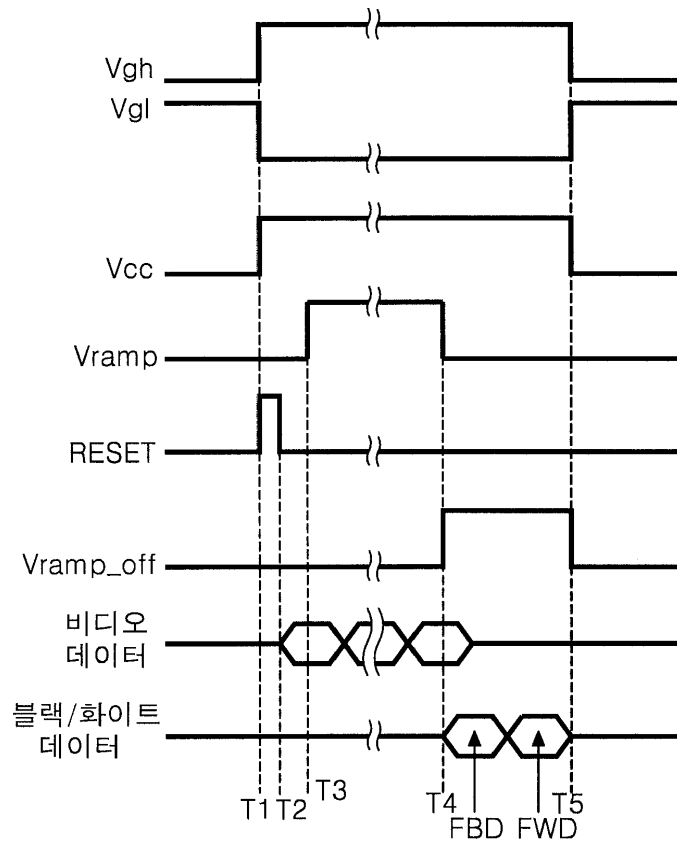 Vgh
Vgl
Vcc
Vramp
RESET
Vramp_off
비디오
데이터
블랙/화이트
데이터
T1 T2 T3 T4 T5
FBD FWD